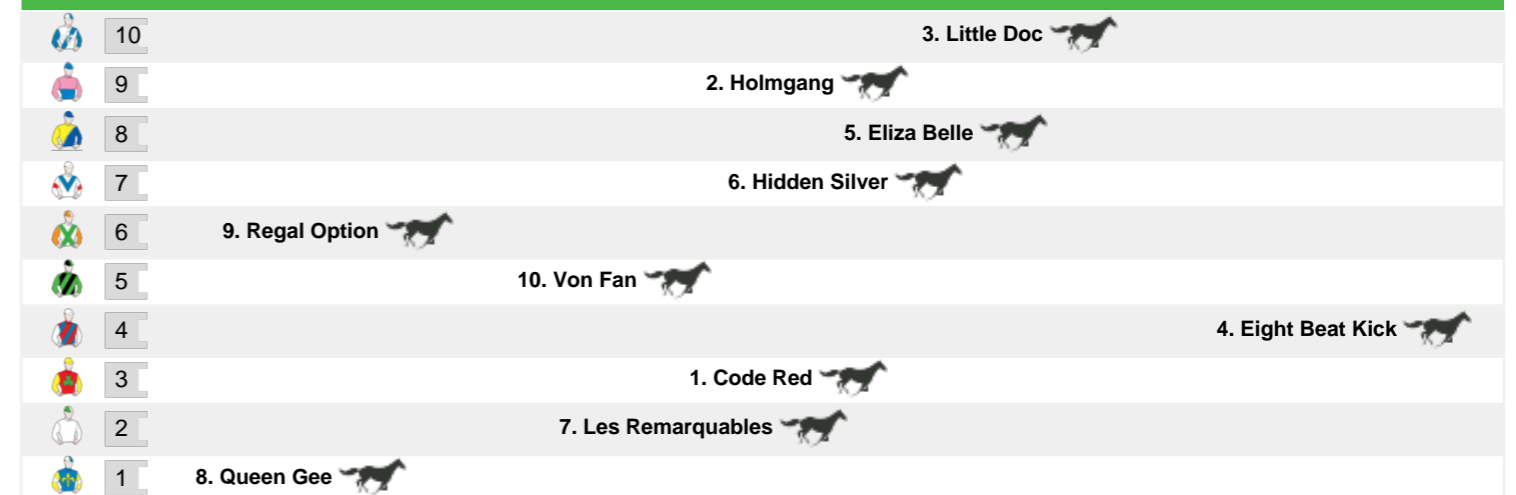 10 3. Little Doc
9 2. Holmgang
8 5. Eliza Belle
7 6. Hidden Silver
6 9. Regal Option
5 10. Von Fan
4 4. Eight Beat Kick
3 1. Code Red
2 7. Les Remarquables
1 8. Queen Gee